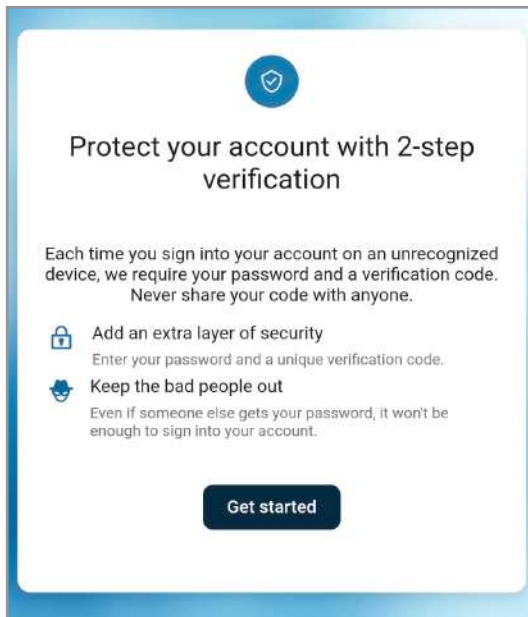 Protect your account with 2-step
verification
Each time you sign into your account on an unrecognized
device, we require your password and a verification code.
Never share your code with anyone.
Add an extra layer of security
Enter your password and a unique verification code.
Keep the bad people out
Even if someone else gets your password, it won't be
enough to sign into your account.
Get started